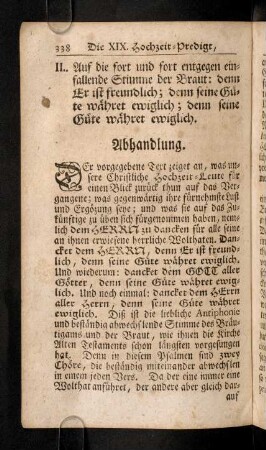 338 Die XIX. Hochzeit-Predigt,
II.. Auf die fort und fort entgegen ein-
fallende Stimme der Braut: denn
Er ist freundlich; denn seine Gü-
te währet ewiglich; denn seine
Güte währet ewiglich.
Abhandlung.
DEr vorgegebene Text zeiget an, was un-
sere Christliche Hochzeit-Leute für
einen Blick zurück thun auf das Ver-
gangene; was gegenwärtig ihre fürnehmste Lust
und Ergözung seye; und was sie auf das Zu-
künftige zu üben sich fürgenommen haben, nem-
lich dem HERRN zu dancken für alle seine
an ihnen erwiesene herrliche Wolthaten. Dan-
cket dem HERRN, denn Er ist freund-
lich, denn seine Güte währet ewiglich.
Und wiederum: dancket dem GOTT aller
Götter, denn seine Güte währet ewig-
lich. Und noch einmal: dancket dem HErrn
aller Herrn, denn seine Güte währet
ewiglich. Diß ist die liebliche Antiphonie
und beständig abwechslende Stimme des Bräu-
tigams und der Braut, wie ihnen die Kirche
Alten Testaments schon längsten vorgesungen
hat. Denn in diesem Psalmen sind zwey
Chöre, die beständig miteinander abwechslen
in einem jeden Vers. Da der eine immer eine
Wolthat anführet, der andere aber gleich dar-
auf